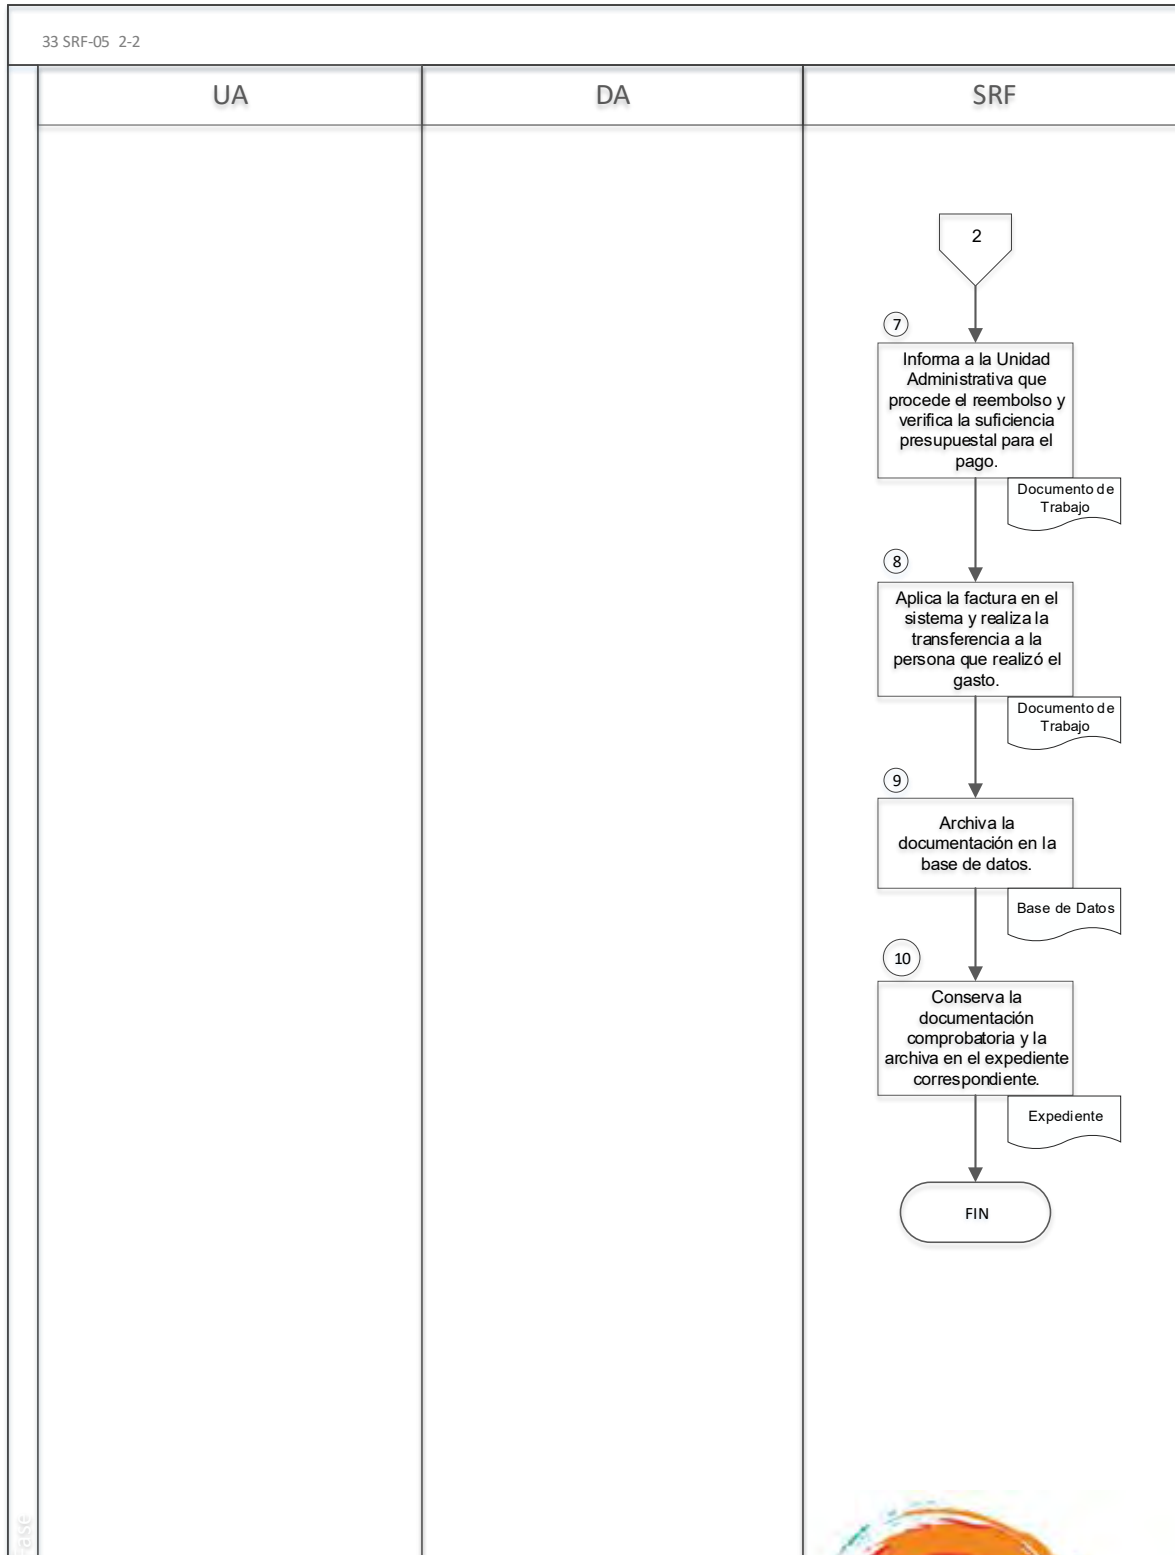 33 SRF-05 2-2
UA
DA
SRF
2
7
Informa a la Unidad
Administrativa que
procede el reembolso y
verifica la suficiencia
presupuestal para el
pago.
Documento de
Trabajo
8
Aplica la factura en el
sistema y realiza la
transferencia a la
persona que realizó el
gasto.
Documento de
Trabajo
9
Archiva la
documentación en la
base de datos.
Base de Datos
10
Conserva la
documentación
comprobatoria y la
archiva en el expediente
correspondiente.
Expediente
FIN